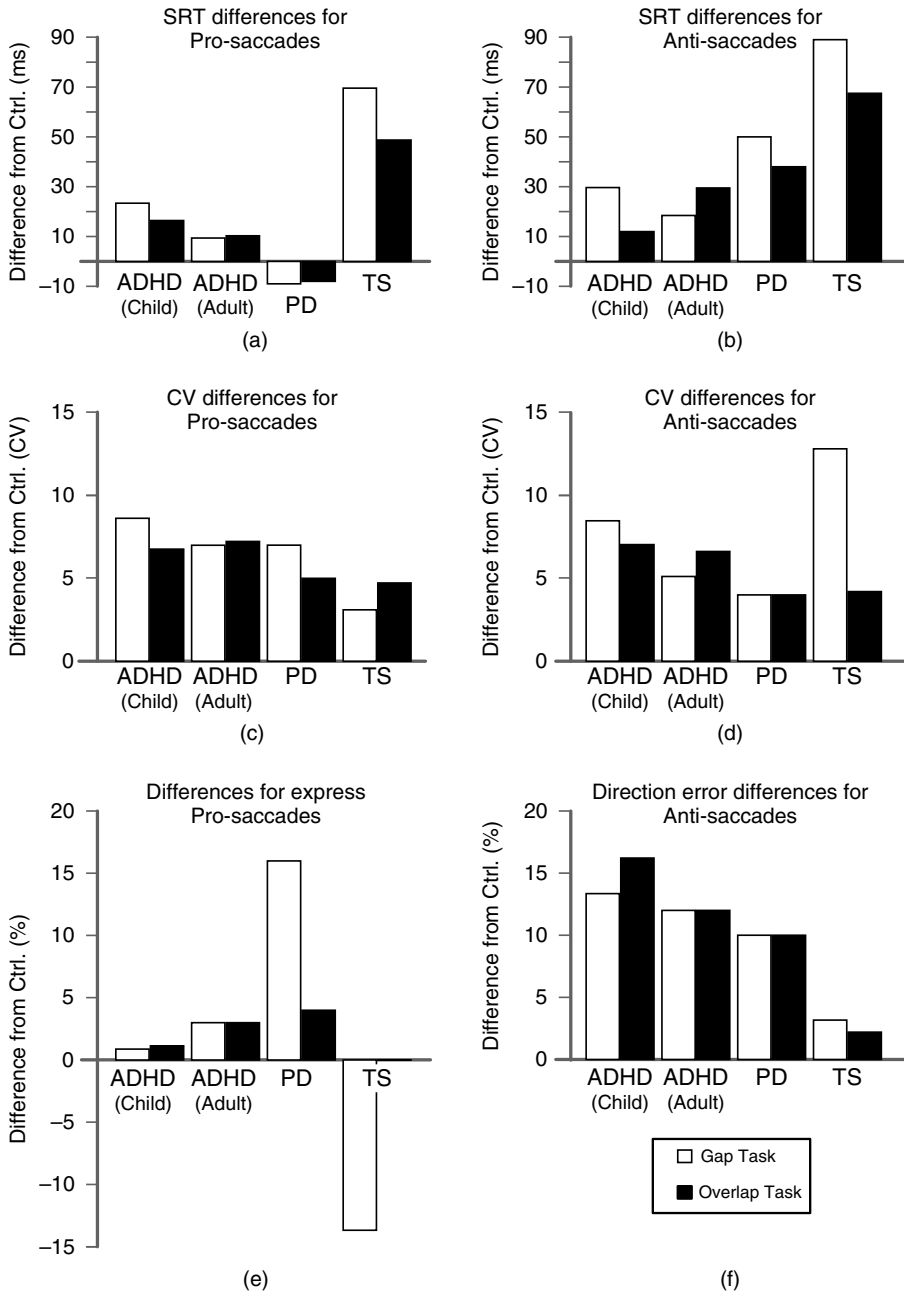 SRT differences for
Pro-saccades
Difference from Ctrl. (ms)
90
70
50
30
10
–10
ADHD
(Child)
ADHD
(Adult)
PD
TS
(a)
SRT differences for
Anti-saccades
Difference from Ctrl. (ms)
90
70
50
30
10
–10
ADHD
(Child)
ADHD
(Adult)
PD
TS
(b)
CV differences for
Pro-saccades
Difference from Ctrl. (CV)
15
10
5
0
ADHD
(Child)
ADHD
(Adult)
PD
TS
(c)
CV differences for
Anti-saccades
Difference from Ctrl. (CV)
15
10
5
0
ADHD
(Child)
ADHD
(Adult)
PD
TS
(d)
Differences for express
Pro-saccades
Difference from Ctrl. (%)
20
15
10
5
0
–5
–10
–15
ADHD
(Child)
ADHD
(Adult)
PD
TS
(e)
Direction error differences for
Anti-saccades
Difference from Ctrl. (%)
20
15
10
5
0
ADHD
(Child)
ADHD
(Adult)
PD
TS
Gap Task
Overlap Task
(f)